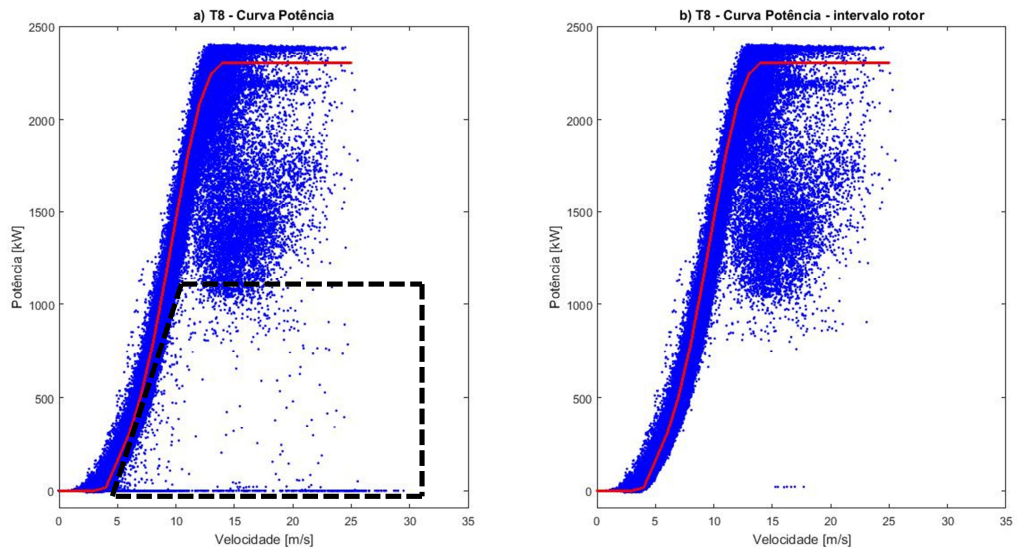 a) T8 - Curva Potência
2500
2000
1500
1000
500
0
Potência [kW]
0 5 10 15 20 25 30 35
Velocidade [m/s]
b) T8 - Curva Potência - intervalo rotor
2500
2000
1500
1000
500
0
Potência [kW]
0 5 10 15 20 25 30 35
Velocidade [m/s]